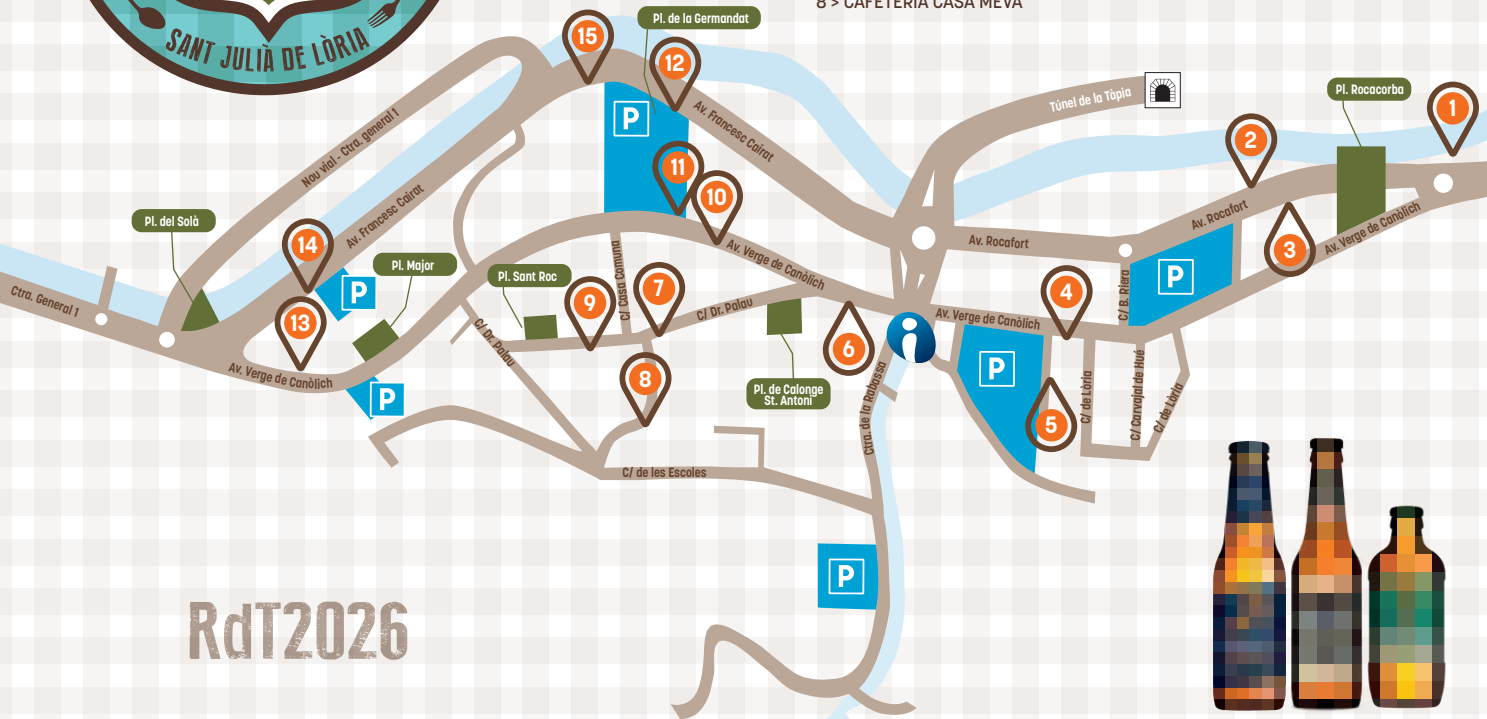 8 > CAFETERIA CASA MEVA
SANT JULIÀ DE LÒRIA
Pl. de la Germandat
15
12
P
Av. Francesc Cairat
Túnel de la Tàpia
Pl. Rocacorba
1
2
Nou vial - Ctra. general 1
11
10
Pl. del Solà
Av. Francesc Cairat
14
Pl. Major
Pl. Sant Roc
C/ Casa Comuna
Av. Verge de Canòlich
Av. Rocafort
Av. Rocafort
Av. Verge de Canòlich
3
P
C/ B. Riera
Ctra. General 1
P
13
9
7
C/ Dr. Palau
C/ Dr. Palau
4
Av. Verge de Canòlich
i
6
P
8
Av. Verge de Canòlich
P
Pl. de Calonge
St. Antoni
Ctra. de la Rabassa
5
C/ de Lòria
C/ Carvajal de Hué
C/ de Lòria
C/ de les Escoles
P
RdT2026